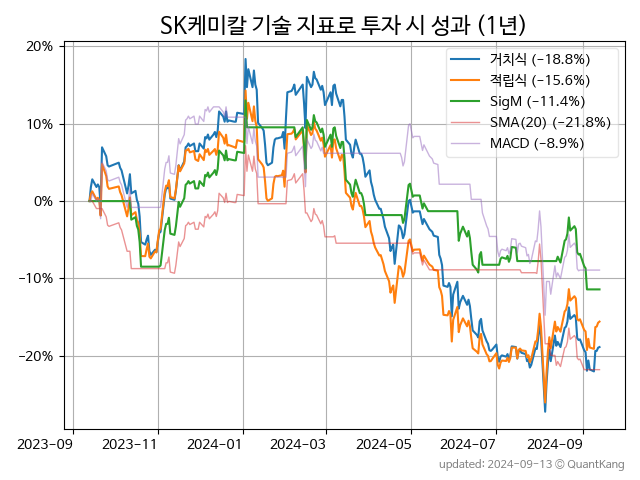 SK케미칼 기술 지표로 투자 시 성과 (1년)
20%
10%
0%
−10%
−20%
거치식 (−18.8%)
적립식 (−15.6%)
SigM (−11.4%)
SMA(20) (−21.8%)
MACD (−8.9%)
2023-09
2023-11
2024-01
2024-03
2024-05
2024-07
2024-09
updated: 2024-09-13 © QuantKang